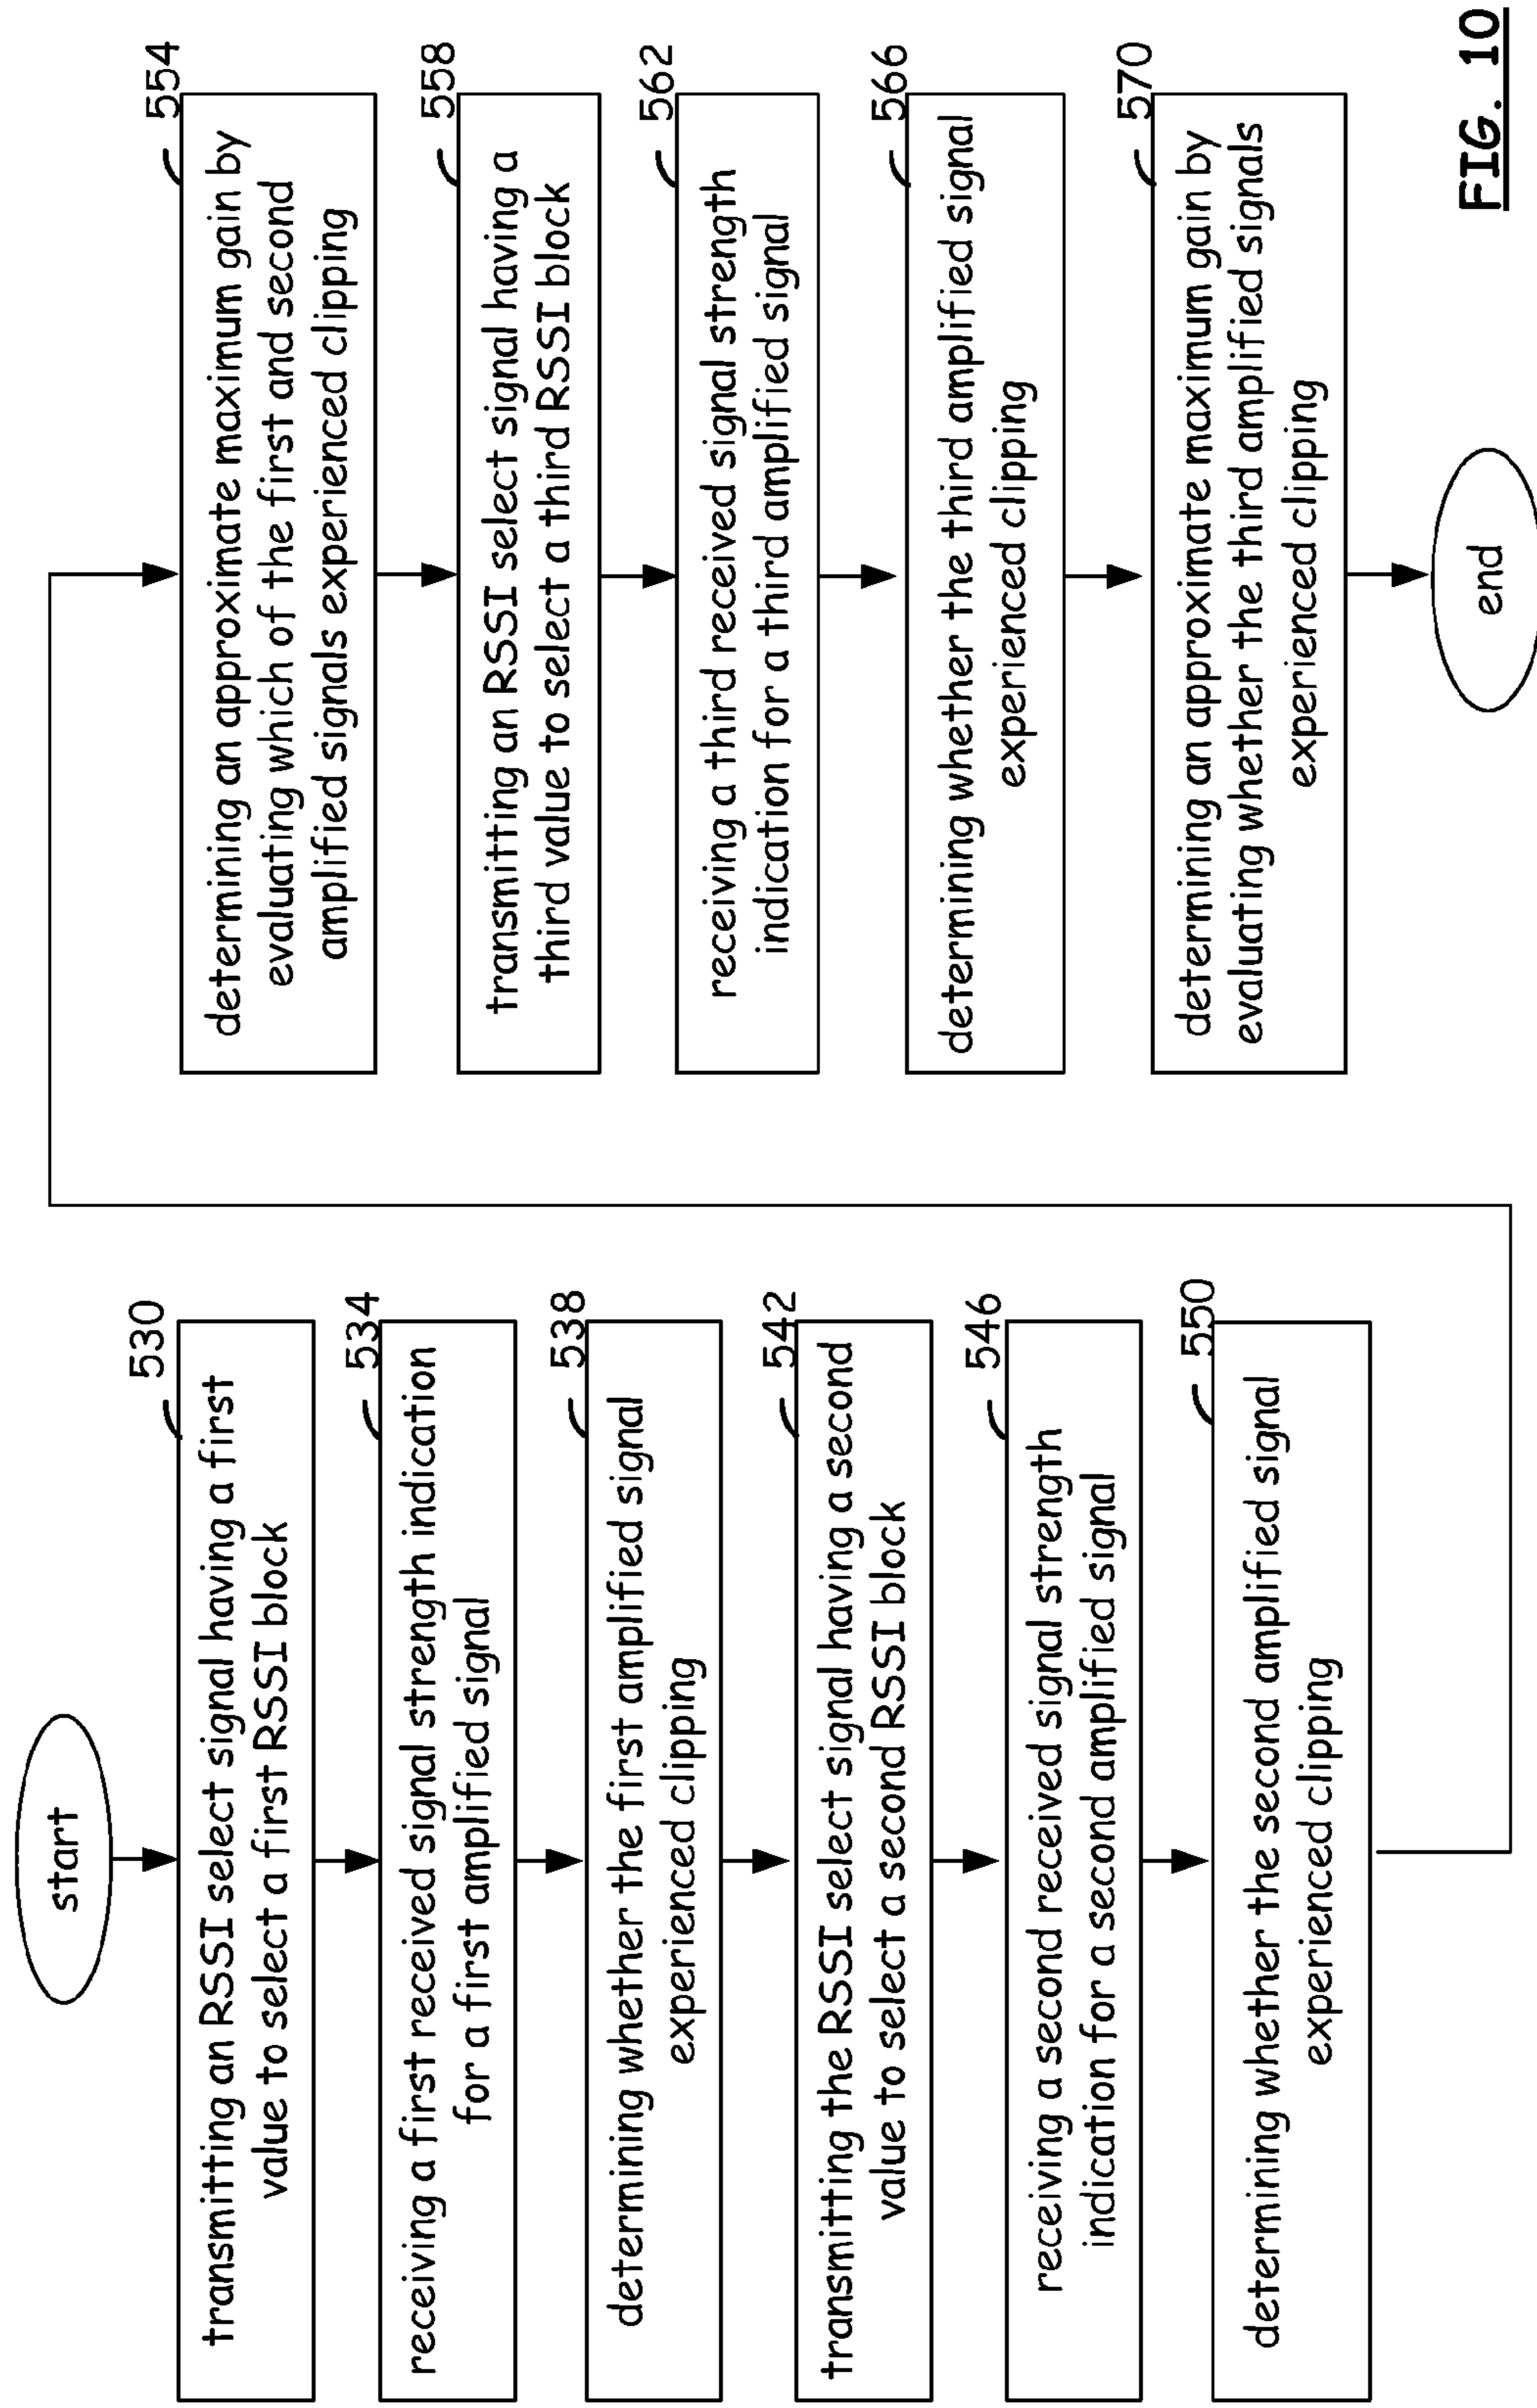 start
530
transmitting an RSSI select signal having a first
value to select a first RSSI block
534
receiving a first received signal strength indication
for a first amplified signal
538
determining whether the first amplified signal
experienced clipping
542
transmitting the RSSI select signal having a second
value to select a second RSSI block
546
receiving a second received signal strength
indication for a second amplified signal
550
determining whether the second amplified signal
experienced clipping
554
determining an approximate maximum gain by
evaluating which of the first and second
amplified signals experienced clipping
558
transmitting an RSSI select signal having a
third value to select a third RSSI block
562
receiving a third received signal strength
indication for a third amplified signal
566
determining whether the third amplified signal
experienced clipping
570
determining an approximate maximum gain by
evaluating whether the third amplified signals
experienced clipping
end
FIG. 10